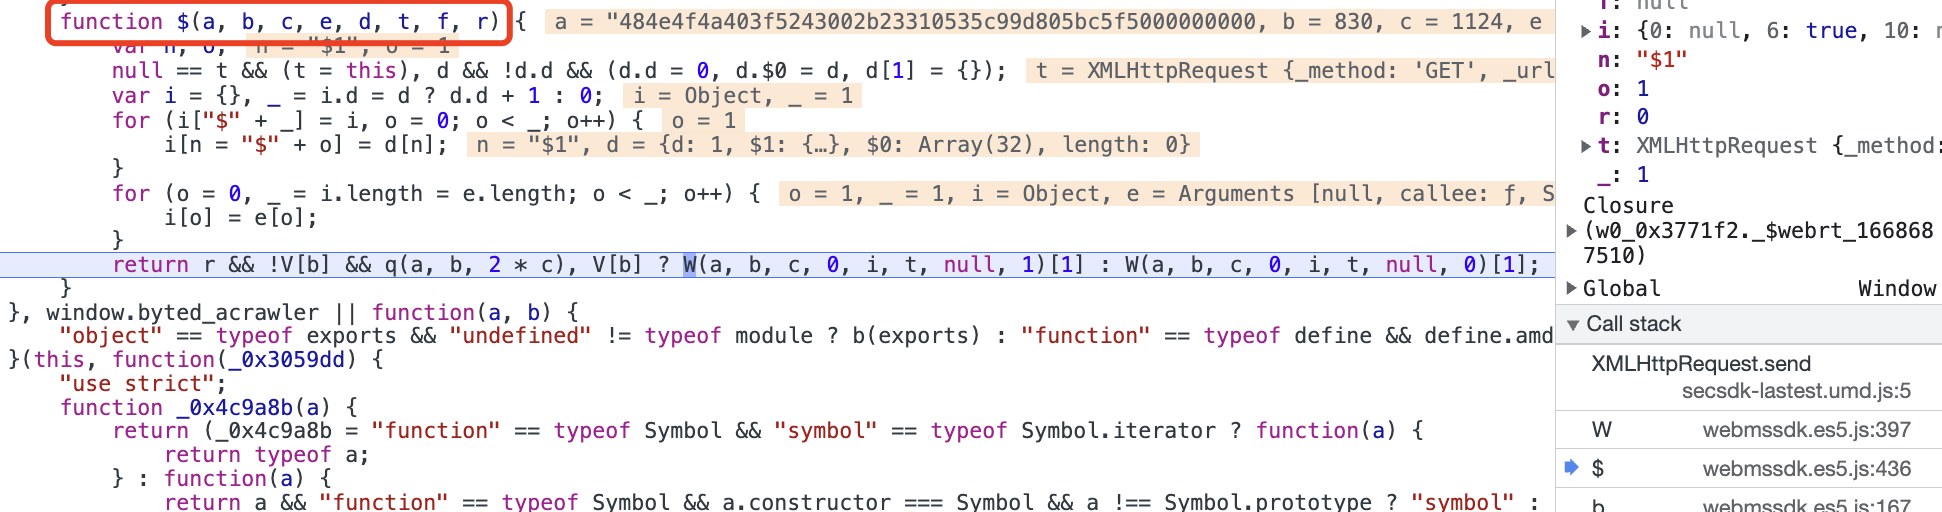 function $(a, b, c, e, d, t, f, r) {   a = "484e4f4a403f5243002b23310535c99d805bc5f5000000000, b = 830, c = 1124, e
var n, o;   n = "$1", o = 1
null == t && (t = this), d && !d.d && (d.d = 0, d.$0 = d, d[1] = {});   t = XMLHttpRequest {_method: 'GET', _url
var i = {}, _ = i.d = d ? d.d + 1 : 0;   i = Object, _ = 1
for (i["$" + _] = i, o = 0; o < _; o++) {   o = 1
i[n = "$" + o] = d[n];   n = "$1", d = {d: 1, $1: {…}, $0: Array(32), length: 0}
}
for (o = 0, _ = i.length = e.length; o < _; o++) {   o = 1, _ = 1, i = Object, e = Arguments [null, callee: ƒ, S
i[o] = e[o];
}
return r && !V[b] && q(a, b, 2 * c), V[b] ? W(a, b, c, 0, i, t, null, 1)[1] : W(a, b, c, 0, i, t, null, 0)[1];
}
}, window.byted_acrawler || function(a, b) {
"object" == typeof exports && "undefined" != typeof module ? b(exports) : "function" == typeof define && define.amd
}(this, function(_0x3059dd) {
"use strict";
function _0x4c9a8b(a) {
return (_0x4c9a8b = "function" == typeof Symbol && "symbol" == typeof Symbol.iterator ? function(a) {
return typeof a;
} : function(a) {
return a && "function" == typeof Symbol && a.constructor === Symbol && a !== Symbol.prototype ? "symbol" :
f: null
i: {0: null, 6: true, 10: n
n: "$1"
o: 1
r: 0
t: XMLHttpRequest {_method:
_: 1
Closure
(w0_0x3771f2._$webrt_166868
7510)
Global   Window
Call stack
XMLHttpRequest.send
secsdk-lastest.umd.js:5
W   webmssdk.es5.js:397
$   webmssdk.es5.js:436
b   webmssdk.es5.js:167